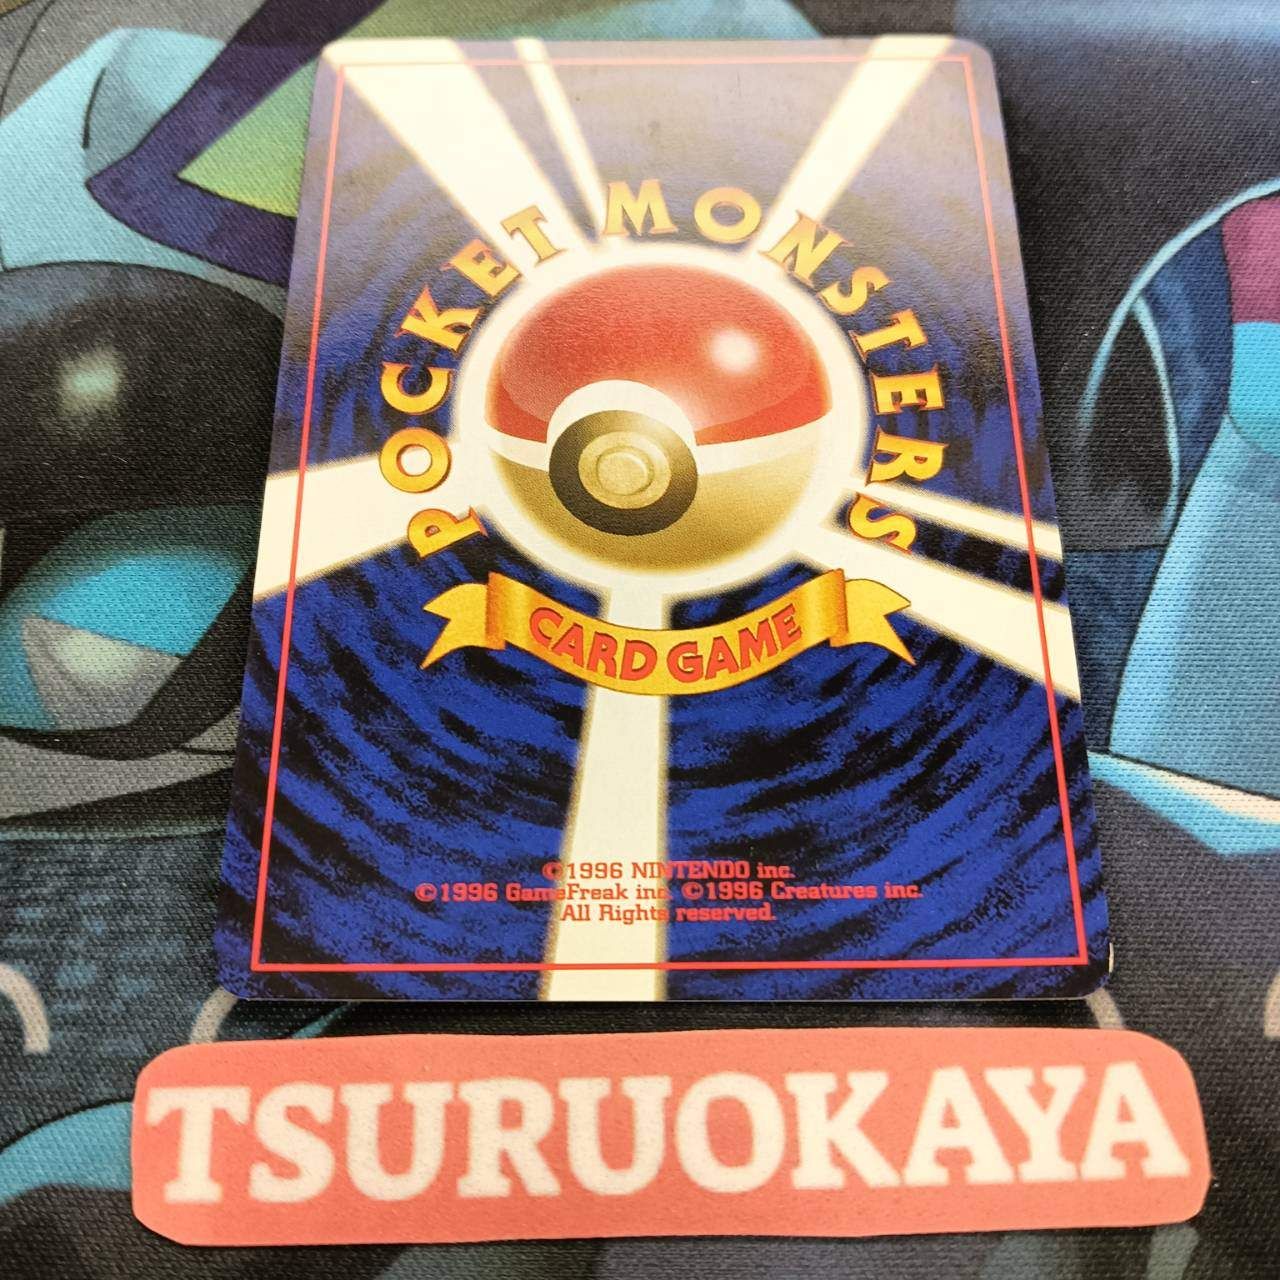 POCKET MONSTERS
CARD GAME
©1996 NINTENDO inc.
©1996 GameFreak inc. ©1996 Creatures inc.
All Rights reserved.
TSURUOKAYA